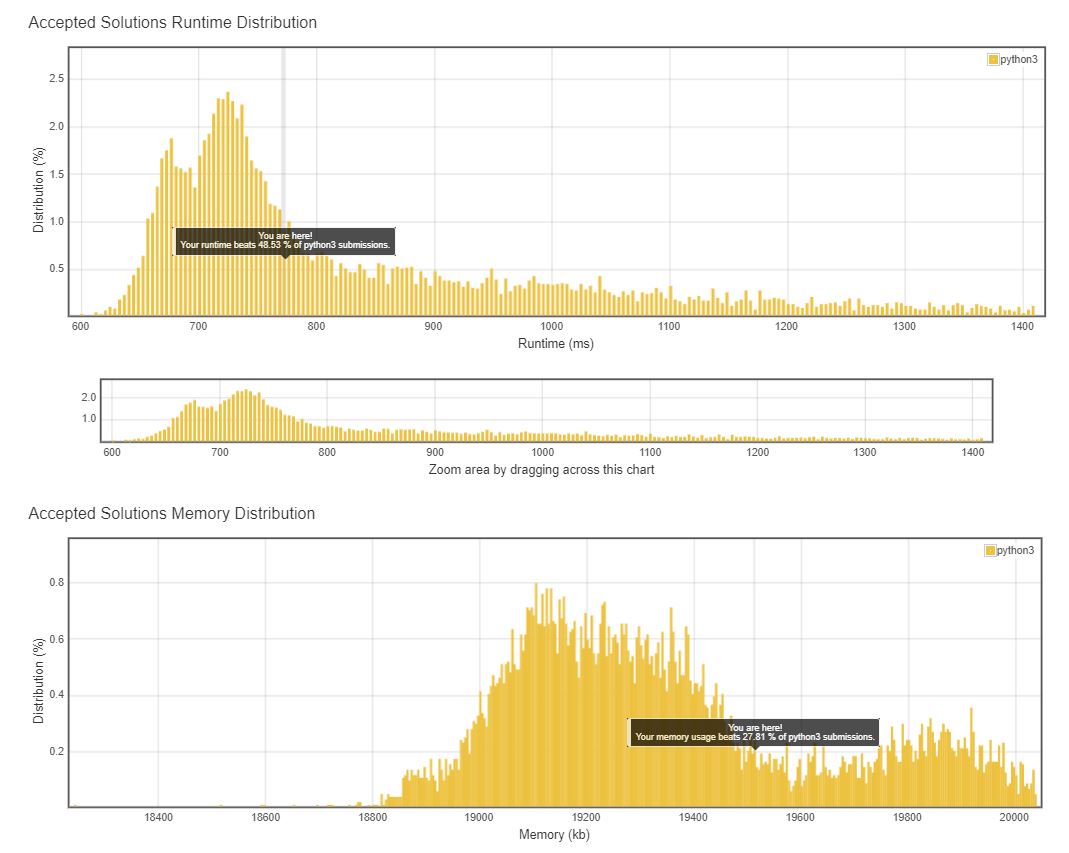 Accepted Solutions Runtime Distribution
python3
2.5
2.0
1.5
1.0
0.5
Distribution (%)
You are here!
Your runtime beats 48.53 % of python3 submissions.
600 700 800 900 1000 1100 1200 1300 1400
Runtime (ms)
2.0
1.0
600 700 800 900 1000 1100 1200 1300 1400
Zoom area by dragging across this chart
Accepted Solutions Memory Distribution
python3
0.8
0.6
0.4
0.2
Distribution (%)
You are here!
Your memory usage beats 27.81 % of python3 submissions.
18400 18600 18800 19000 19200 19400 19600 19800 20000
Memory (kb)